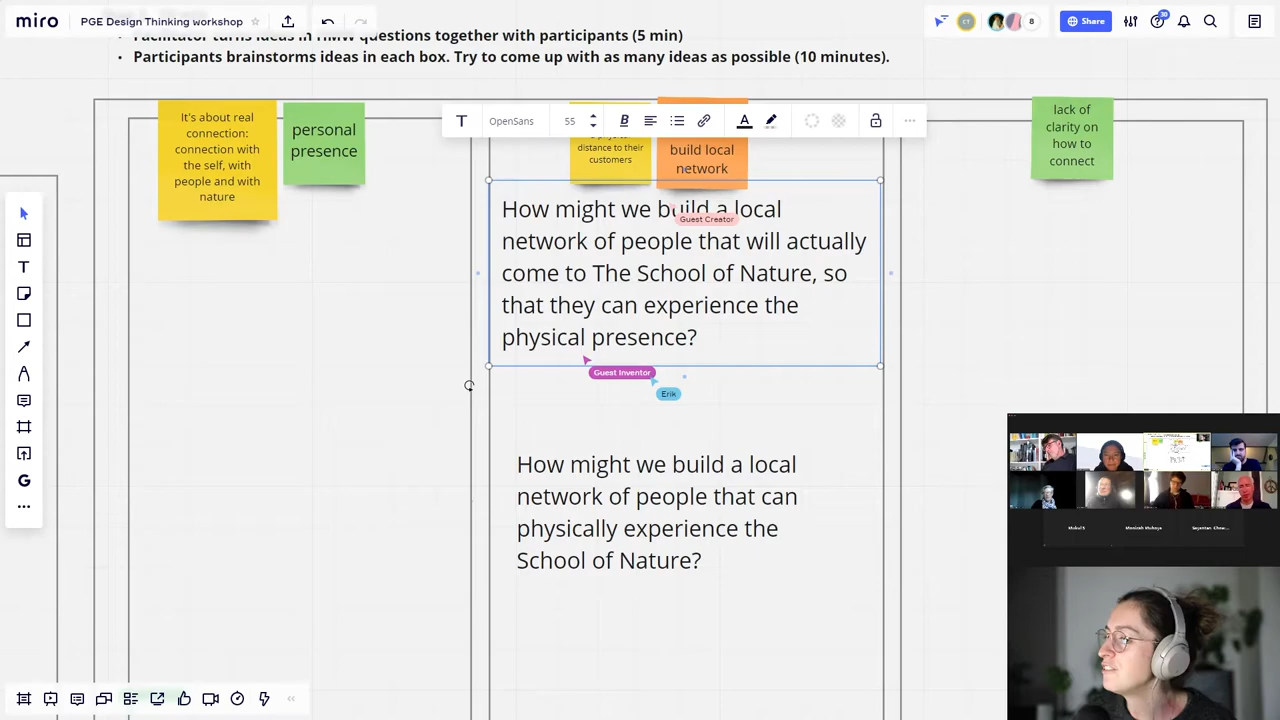 miro
PGE Design Thinking workshop
30
8
Share
Facilitator turns ideas in HMW questions together with participants (5 min)
• Participants brainstorms ideas in each box. Try to come up with as many ideas as possible (10 minutes).
It's about real
connection:
connection with
the self, with
people and with
nature
personal
presence
OpenSans
55
B
A
distance to their
customers
build local
network
lack of
clarity on
how to
connect
How might we build a local
Guest Creator
network of people that will actually
come to The School of Nature, so
that they can experience the
physical presence?
Guest Inventor
Erik
How might we build a local
network of people that can
physically experience the
School of Nature?
Mukul S